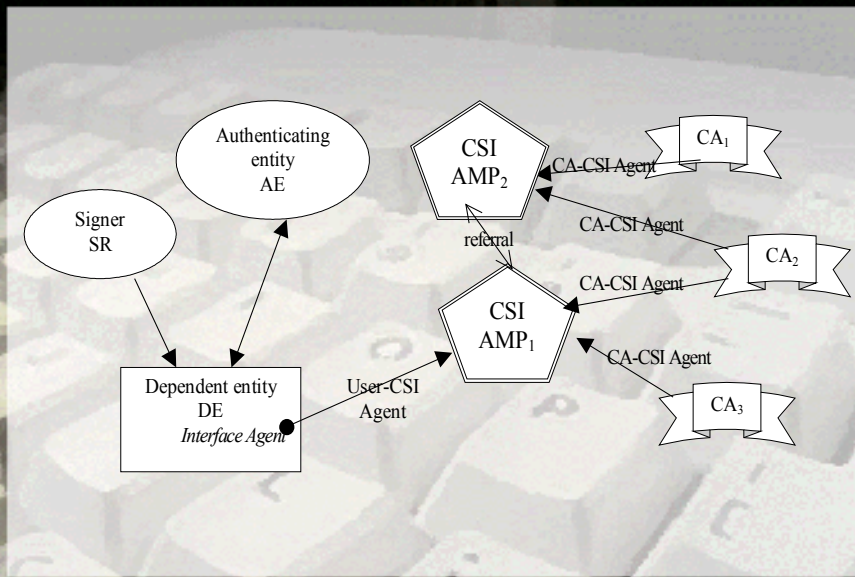 Authenticating
entity
AE
Signer
SR
CSI
AMP₂
CA-CSI Agent
CA₁
referral
CA-CSI Agent
CA₂
CSI
AMP₁
CA-CSI Agent
CA-CSI Agent
CA₃
Dependent entity
DE
Interface Agent
User-CSI
Agent